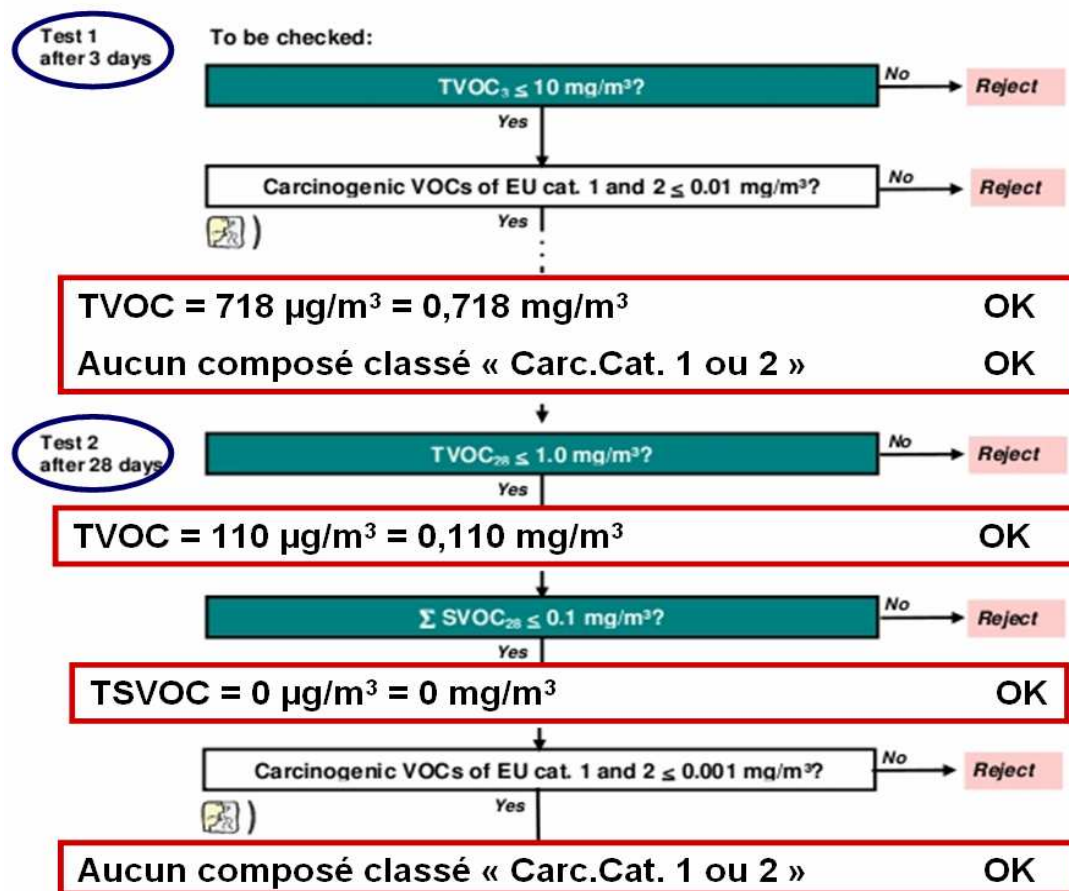 Test 1
after 3 days
To be checked:
TVOC₃ ≤ 10 mg/m³?
No
Reject
Yes
Carcinogenic VOCs of EU cat. 1 and 2 ≤ 0.01 mg/m³?
No
Reject
Yes
)
TVOC = 718 µg/m³ = 0,718 mg/m³ OK
Aucun composé classé « Carc.Cat. 1 ou 2 » OK
Test 2
after 28 days
TVOC₂₈ ≤ 1.0 mg/m³?
No
Reject
Yes
TVOC = 110 µg/m³ = 0,110 mg/m³ OK
Σ SVOC₂₈ ≤ 0.1 mg/m³?
No
Reject
Yes
TSVOC = 0 µg/m³ = 0 mg/m³ OK
Carcinogenic VOCs of EU cat. 1 and 2 ≤ 0.001 mg/m³?
No
Reject
Yes
)
Aucun composé classé « Carc.Cat. 1 ou 2 » OK